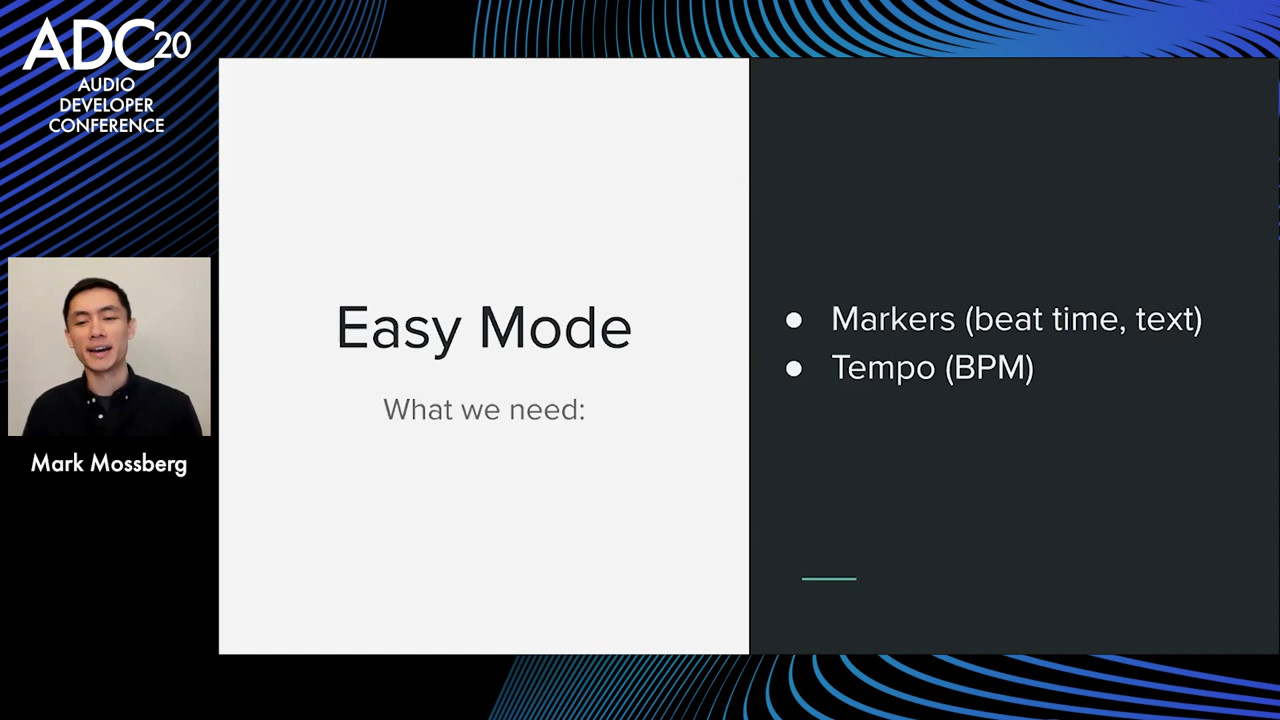 ADC20
AUDIO
DEVELOPER
CONFERENCE
Mark Mossberg
Easy Mode
What we need:
● Markers (beat time, text)
● Tempo (BPM)